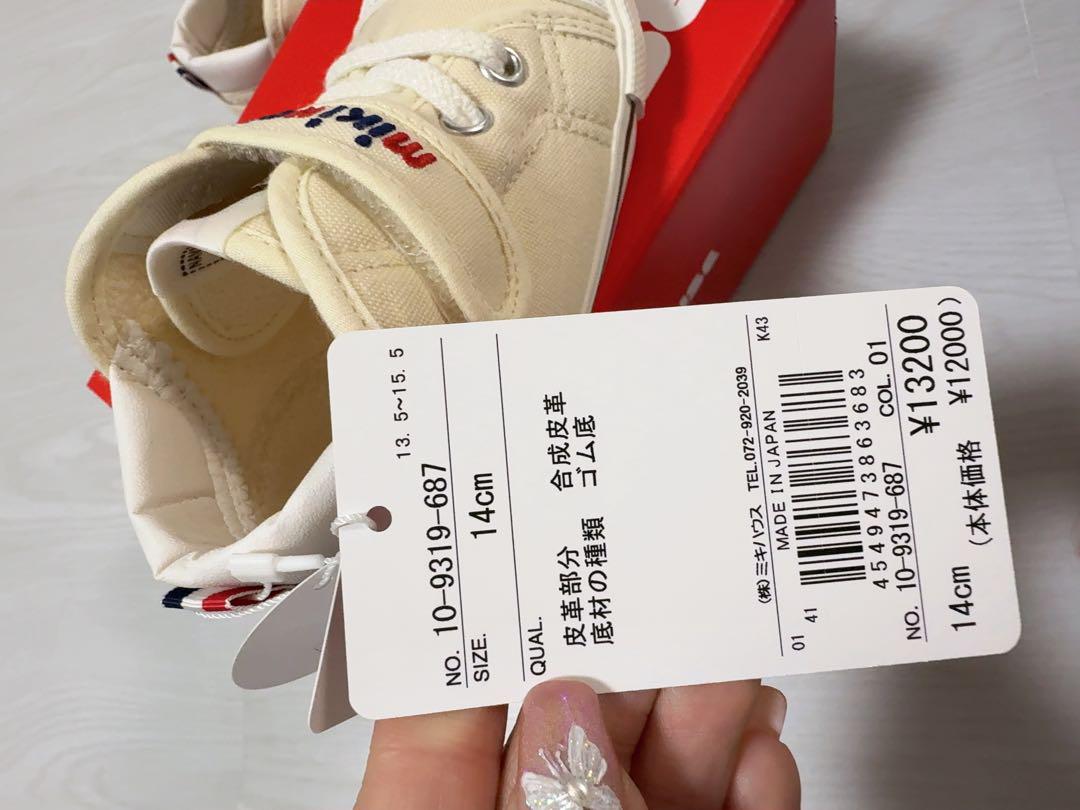 mikih
NO. 10-9319-687
13. 5~15. 5
SIZE. 14cm
QUAL.
皮革部分 合成皮革
底材の種類 ゴム底
(株)ミキハウス TEL.072-920-2039
MADE IN JAPAN
K43
01
41
4549473863683
COL. 01
NO. 10-9319-687
¥13200
14cm (本体価格 ¥12000)